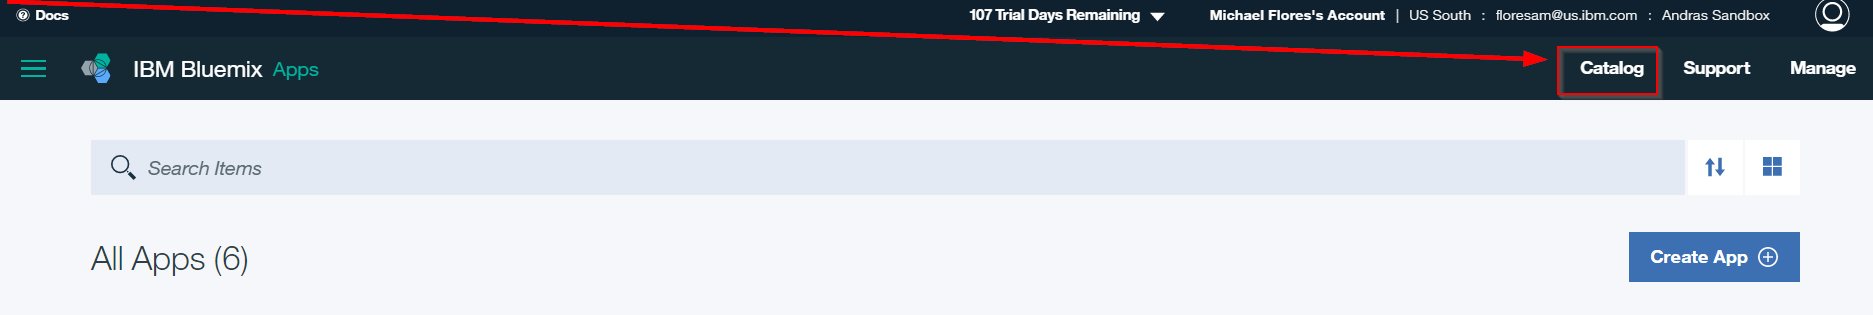 Docs 107 Trial Days Remaining Michael Flores's Account | US South : floresam@us.ibm.com : Andras Sandbox
IBM Bluemix Apps Catalog Support Manage
Search Items
All Apps (6) Create App